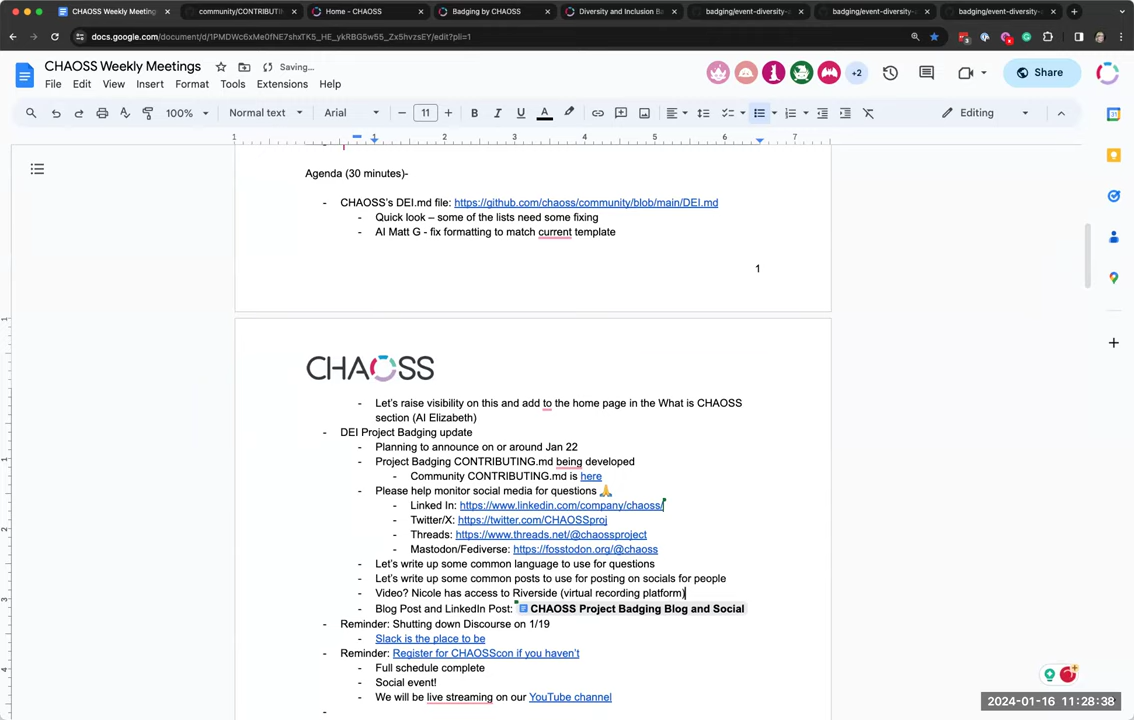 CHAOSS Weekly Meeting
community/CONTRIBUTI
Home - CHAOSS
Badging by CHAOSS
Diversity and Inclusion Ba
badging/event-diversity-a
badging/event-diversity-a
badging/event-diversity-a
docs.google.com/document/d/1PMDWc6xMe0fNE7shxTK5_HE_ykRBG5w55_Zx5hvzsEY/edit?pli=1
CHAOSS Weekly Meetings
Saving...
File Edit View Insert Format Tools Extensions Help
+2
Share
100%
Normal text
Arial
11
Editing
1 1 2 3 4 5 6 7
Agenda (30 minutes)-
- CHAOSS's DEI.md file: https://github.com/chaoss/community/blob/main/DEI.md
- Quick look – some of the lists need some fixing
- AI Matt G - fix formatting to match current template
1
CHAOSS
- Let's raise visibility on this and add to the home page in the What is CHAOSS
section (AI Elizabeth)
- DEI Project Badging update
- Planning to announce on or around Jan 22
- Project Badging CONTRIBUTING.md being developed
- Community CONTRIBUTING.md is here
- Please help monitor social media for questions 🙏
- Linked In: https://www.linkedin.com/company/chaoss/
- Twitter/X: https://twitter.com/CHAOSSproj
- Threads: https://www.threads.net/@chaossproject
- Mastodon/Fediverse: https://fosstodon.org/@chaoss
- Let's write up some common language to use for questions
- Let's write up some common posts to use for posting on socials for people
- Video? Nicole has access to Riverside (virtual recording platform)
- Blog Post and LinkedIn Post: CHAOSS Project Badging Blog and Social
- Reminder: Shutting down Discourse on 1/19
- Slack is the place to be
- Reminder: Register for CHAOSScon if you haven't
- Full schedule complete
- Social event!
- We will be live streaming on our YouTube channel
-
2024-01-16 11:28:38